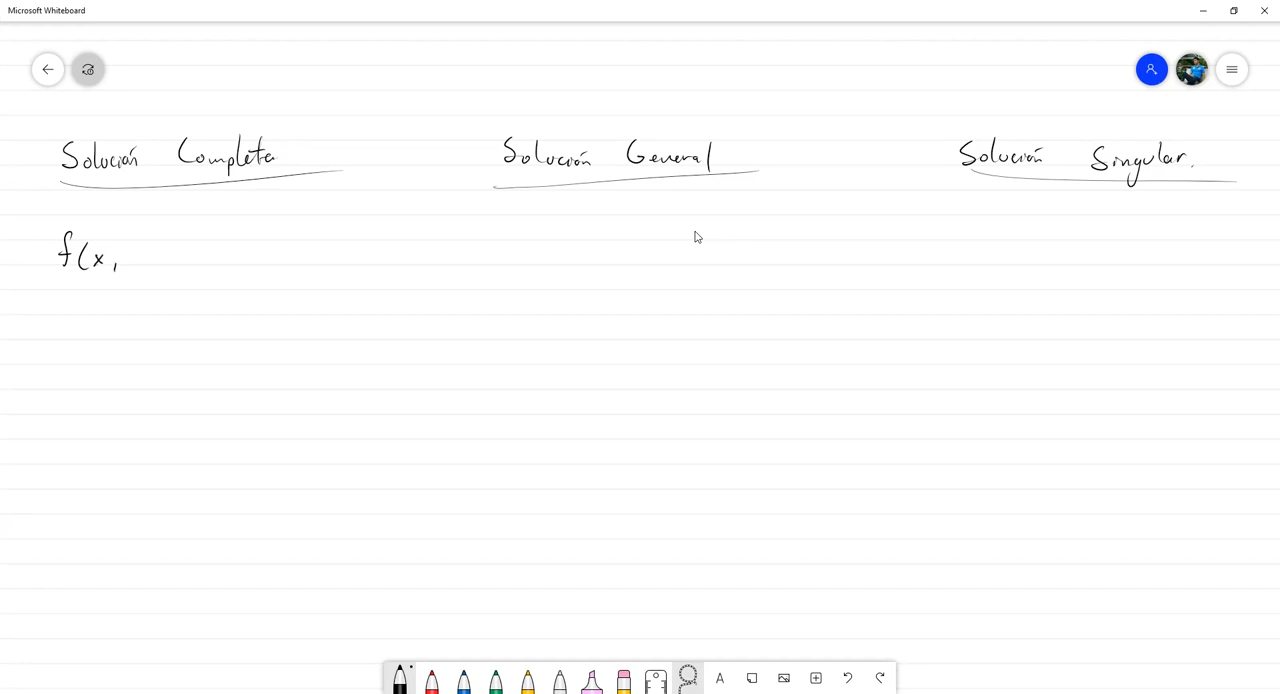 Microsoft Whiteboard
Solución Completa
Solución General
Solución Singular.
f(x,
A